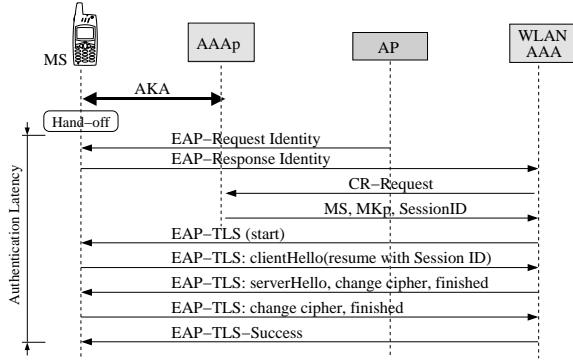 MS
AAAp
AP
WLAN
AAA
AKA
Hand−off
EAP−Request Identity
EAP−Response Identity
CR−Request
MS, MKp, SessionID
EAP−TLS (start)
EAP−TLS: clientHello(resume with Session ID)
EAP−TLS: serverHello, change cipher, finished
EAP−TLS: change cipher, finished
EAP−TLS−Success
Authentication Latency